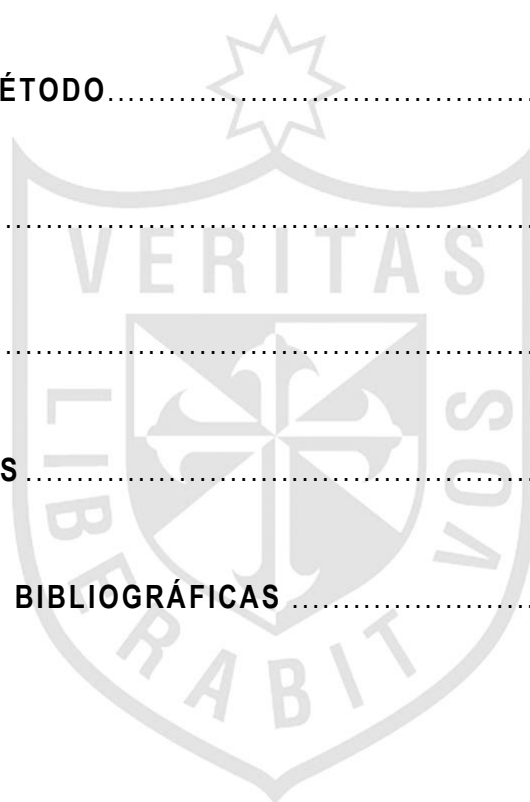 ÉTODO........................................
........................................
VERITAS
........................................
S........................................
BIBLIOGRÁFICAS........................
LIBERABIT VOS